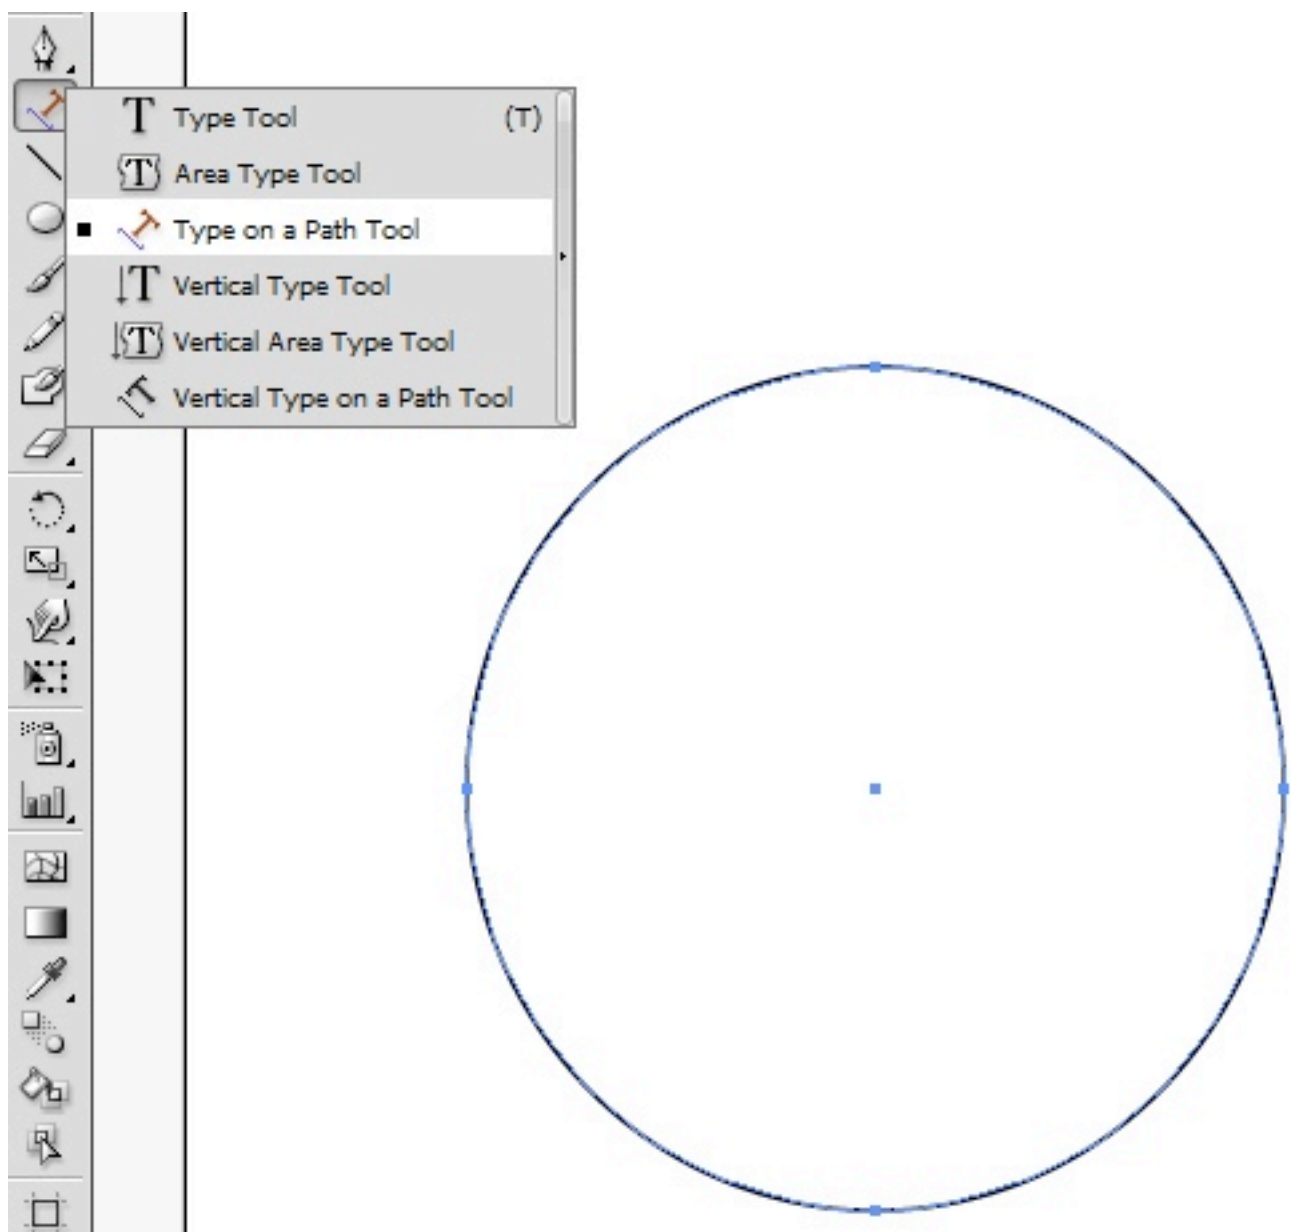 Type Tool (T)
Area Type Tool
Type on a Path Tool
Vertical Type Tool
Vertical Area Type Tool
Vertical Type on a Path Tool